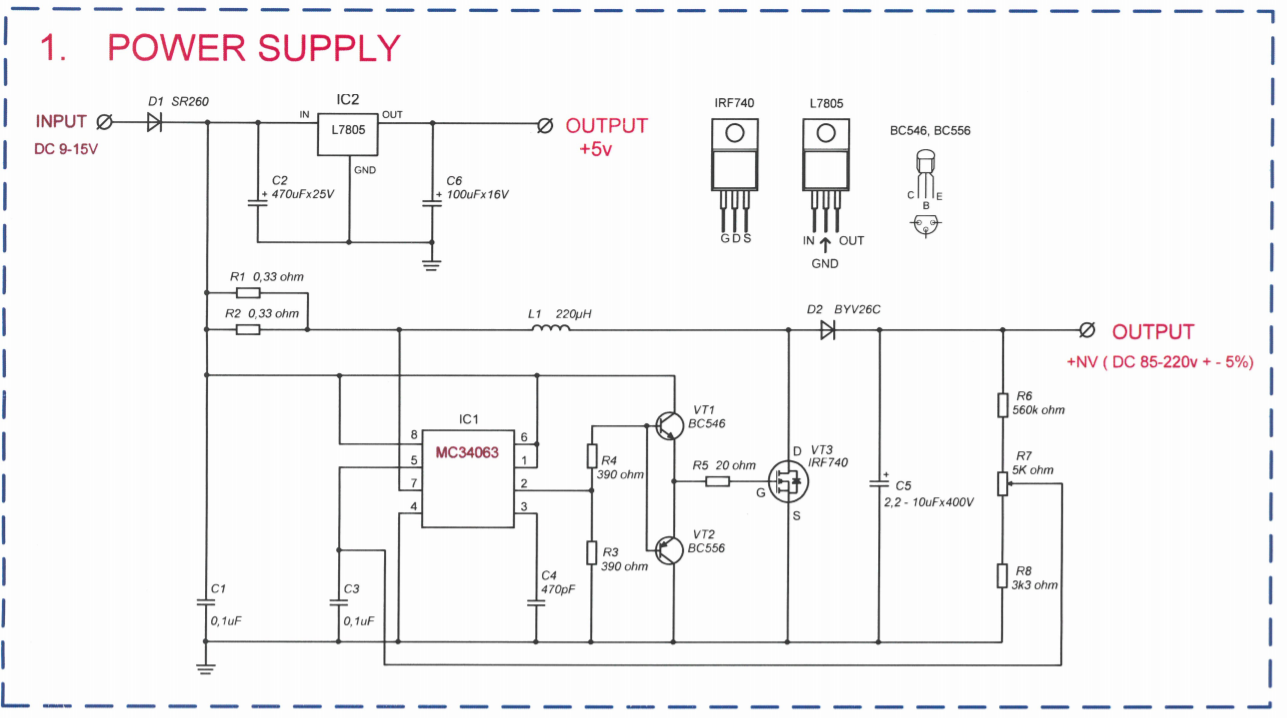 1. POWER SUPPLY
D1 SR260
INPUT
DC 9-15V
IC2
IN
L7805
OUT
GND
OUTPUT
+5v
C2
+ 470uFx25V
C6
+ 100uFx16V
IRF740
G D S
L7805
IN OUT
GND
BC546, BC556
C E
B
R1 0,33 ohm
R2 0,33 ohm
L1 220µH
D2 BYV26C
OUTPUT
+NV ( DC 85-220v + - 5%)
IC1
MC34063
8
5
7
4
6
1
2
3
VT1
BC546
R4
390 ohm
R3
390 ohm
VT2
BC556
R5 20 ohm
D
G
S
VT3
IRF740
+
C5
2,2 - 10uFx400V
R6
560k ohm
R7
5K ohm
R8
3k3 ohm
C1
0,1uF
C3
0,1uF
C4
470pF